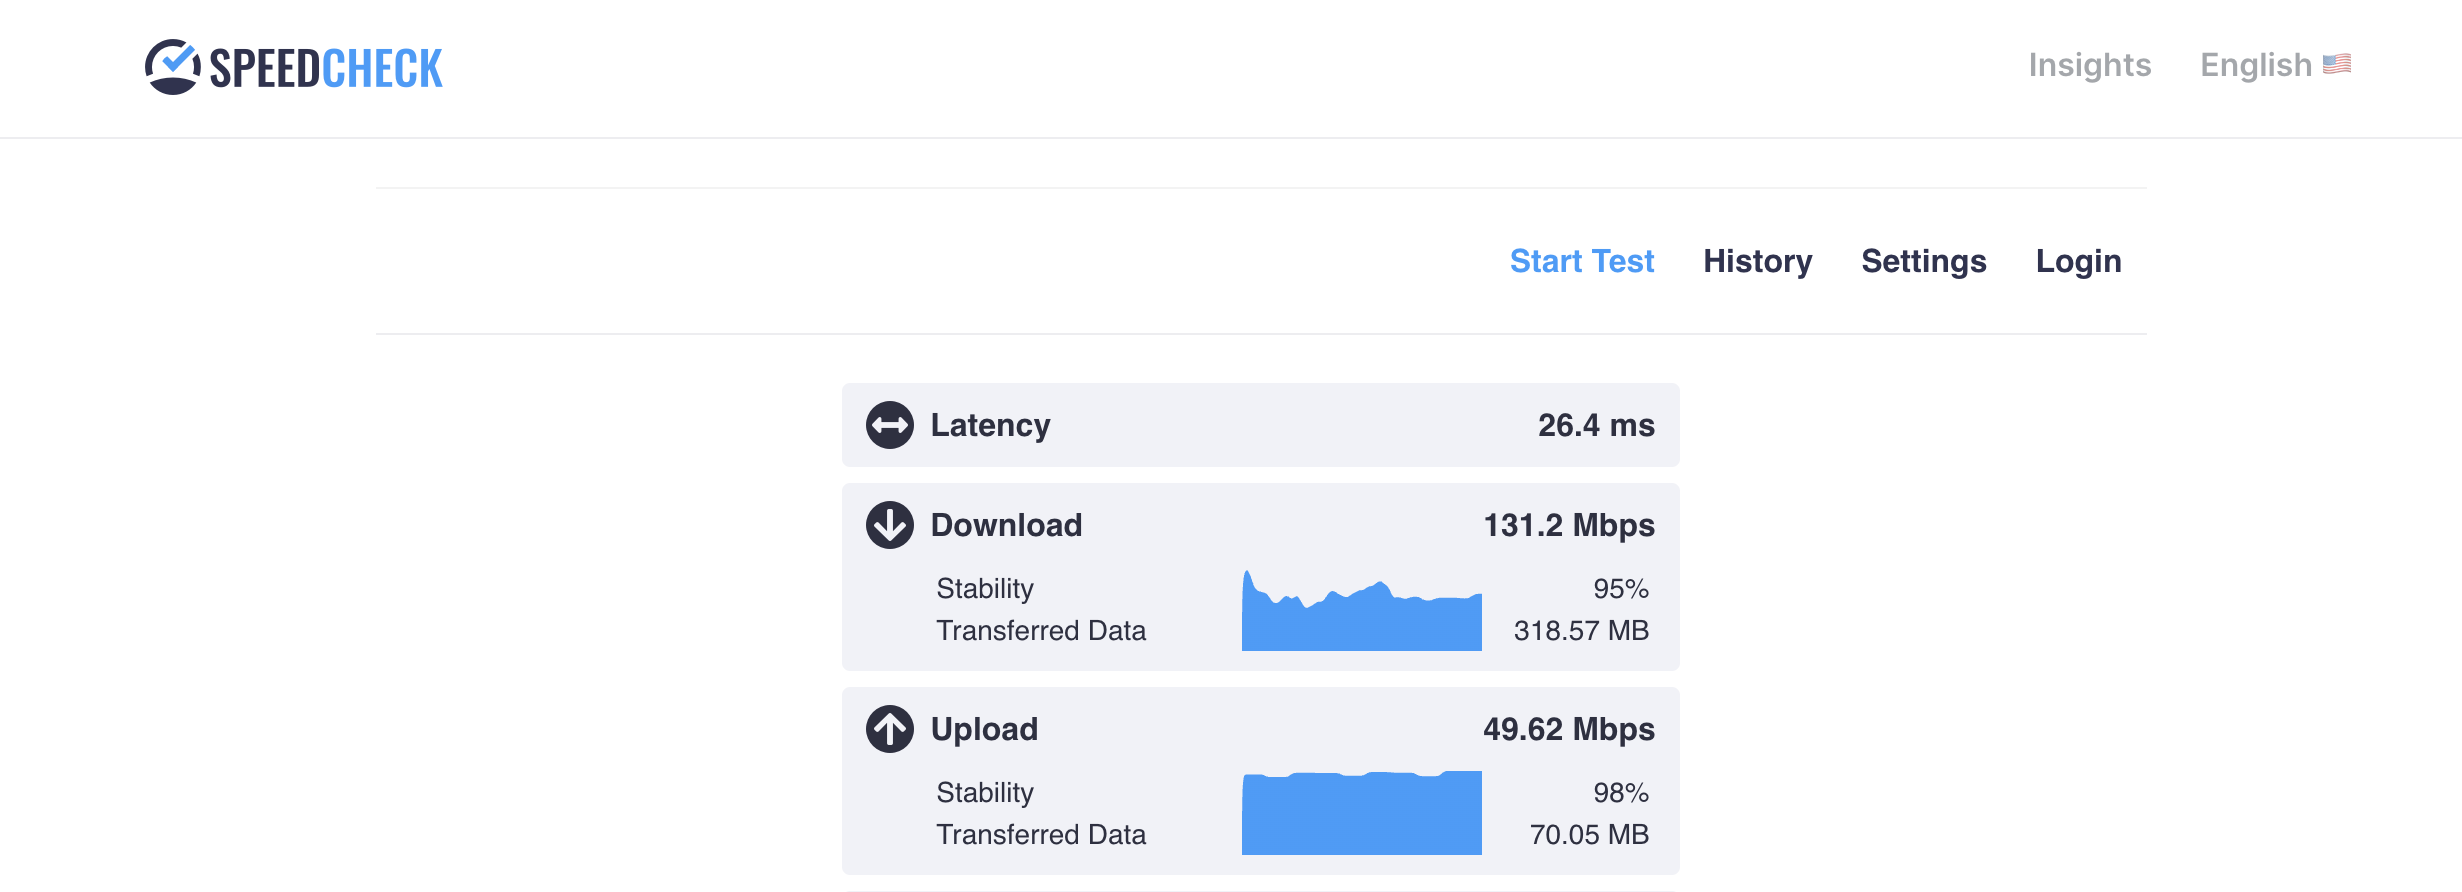 SPEEDCHECK
Insights English
Start Test History Settings Login
Latency 26.4 ms
Download 131.2 Mbps
Stability 95%
Transferred Data 318.57 MB
Upload 49.62 Mbps
Stability 98%
Transferred Data 70.05 MB